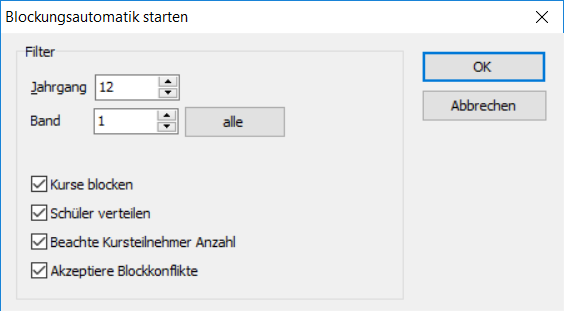 Blockungsautomatik starten
Filter
Jahrgang 12
Band 1 alle
Kurse blocken
Schüler verteilen
Beachte Kursteilnehmer Anzahl
Akzeptiere Blockkonflikte
OK
Abbrechen